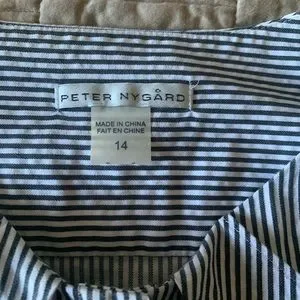 PETER NYGÅRD
MADE IN CHINA
FAIT EN CHINE
14